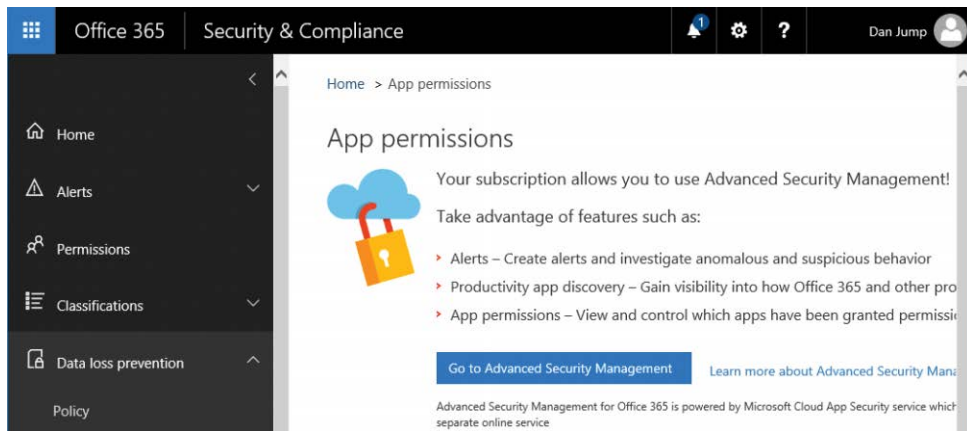 Office 365 Security & Compliance 1 ? Dan Jump
Home > App permissions
Home
Alerts
Permissions
Classifications
Data loss prevention
Policy
App permissions
Your subscription allows you to use Advanced Security Management!
Take advantage of features such as:
Alerts – Create alerts and investigate anomalous and suspicious behavior
Productivity app discovery – Gain visibility into how Office 365 and other pro
App permissions – View and control which apps have been granted permissi
Go to Advanced Security Management Learn more about Advanced Security Mana
Advanced Security Management for Office 365 is powered by Microsoft Cloud App Security service which
separate online service